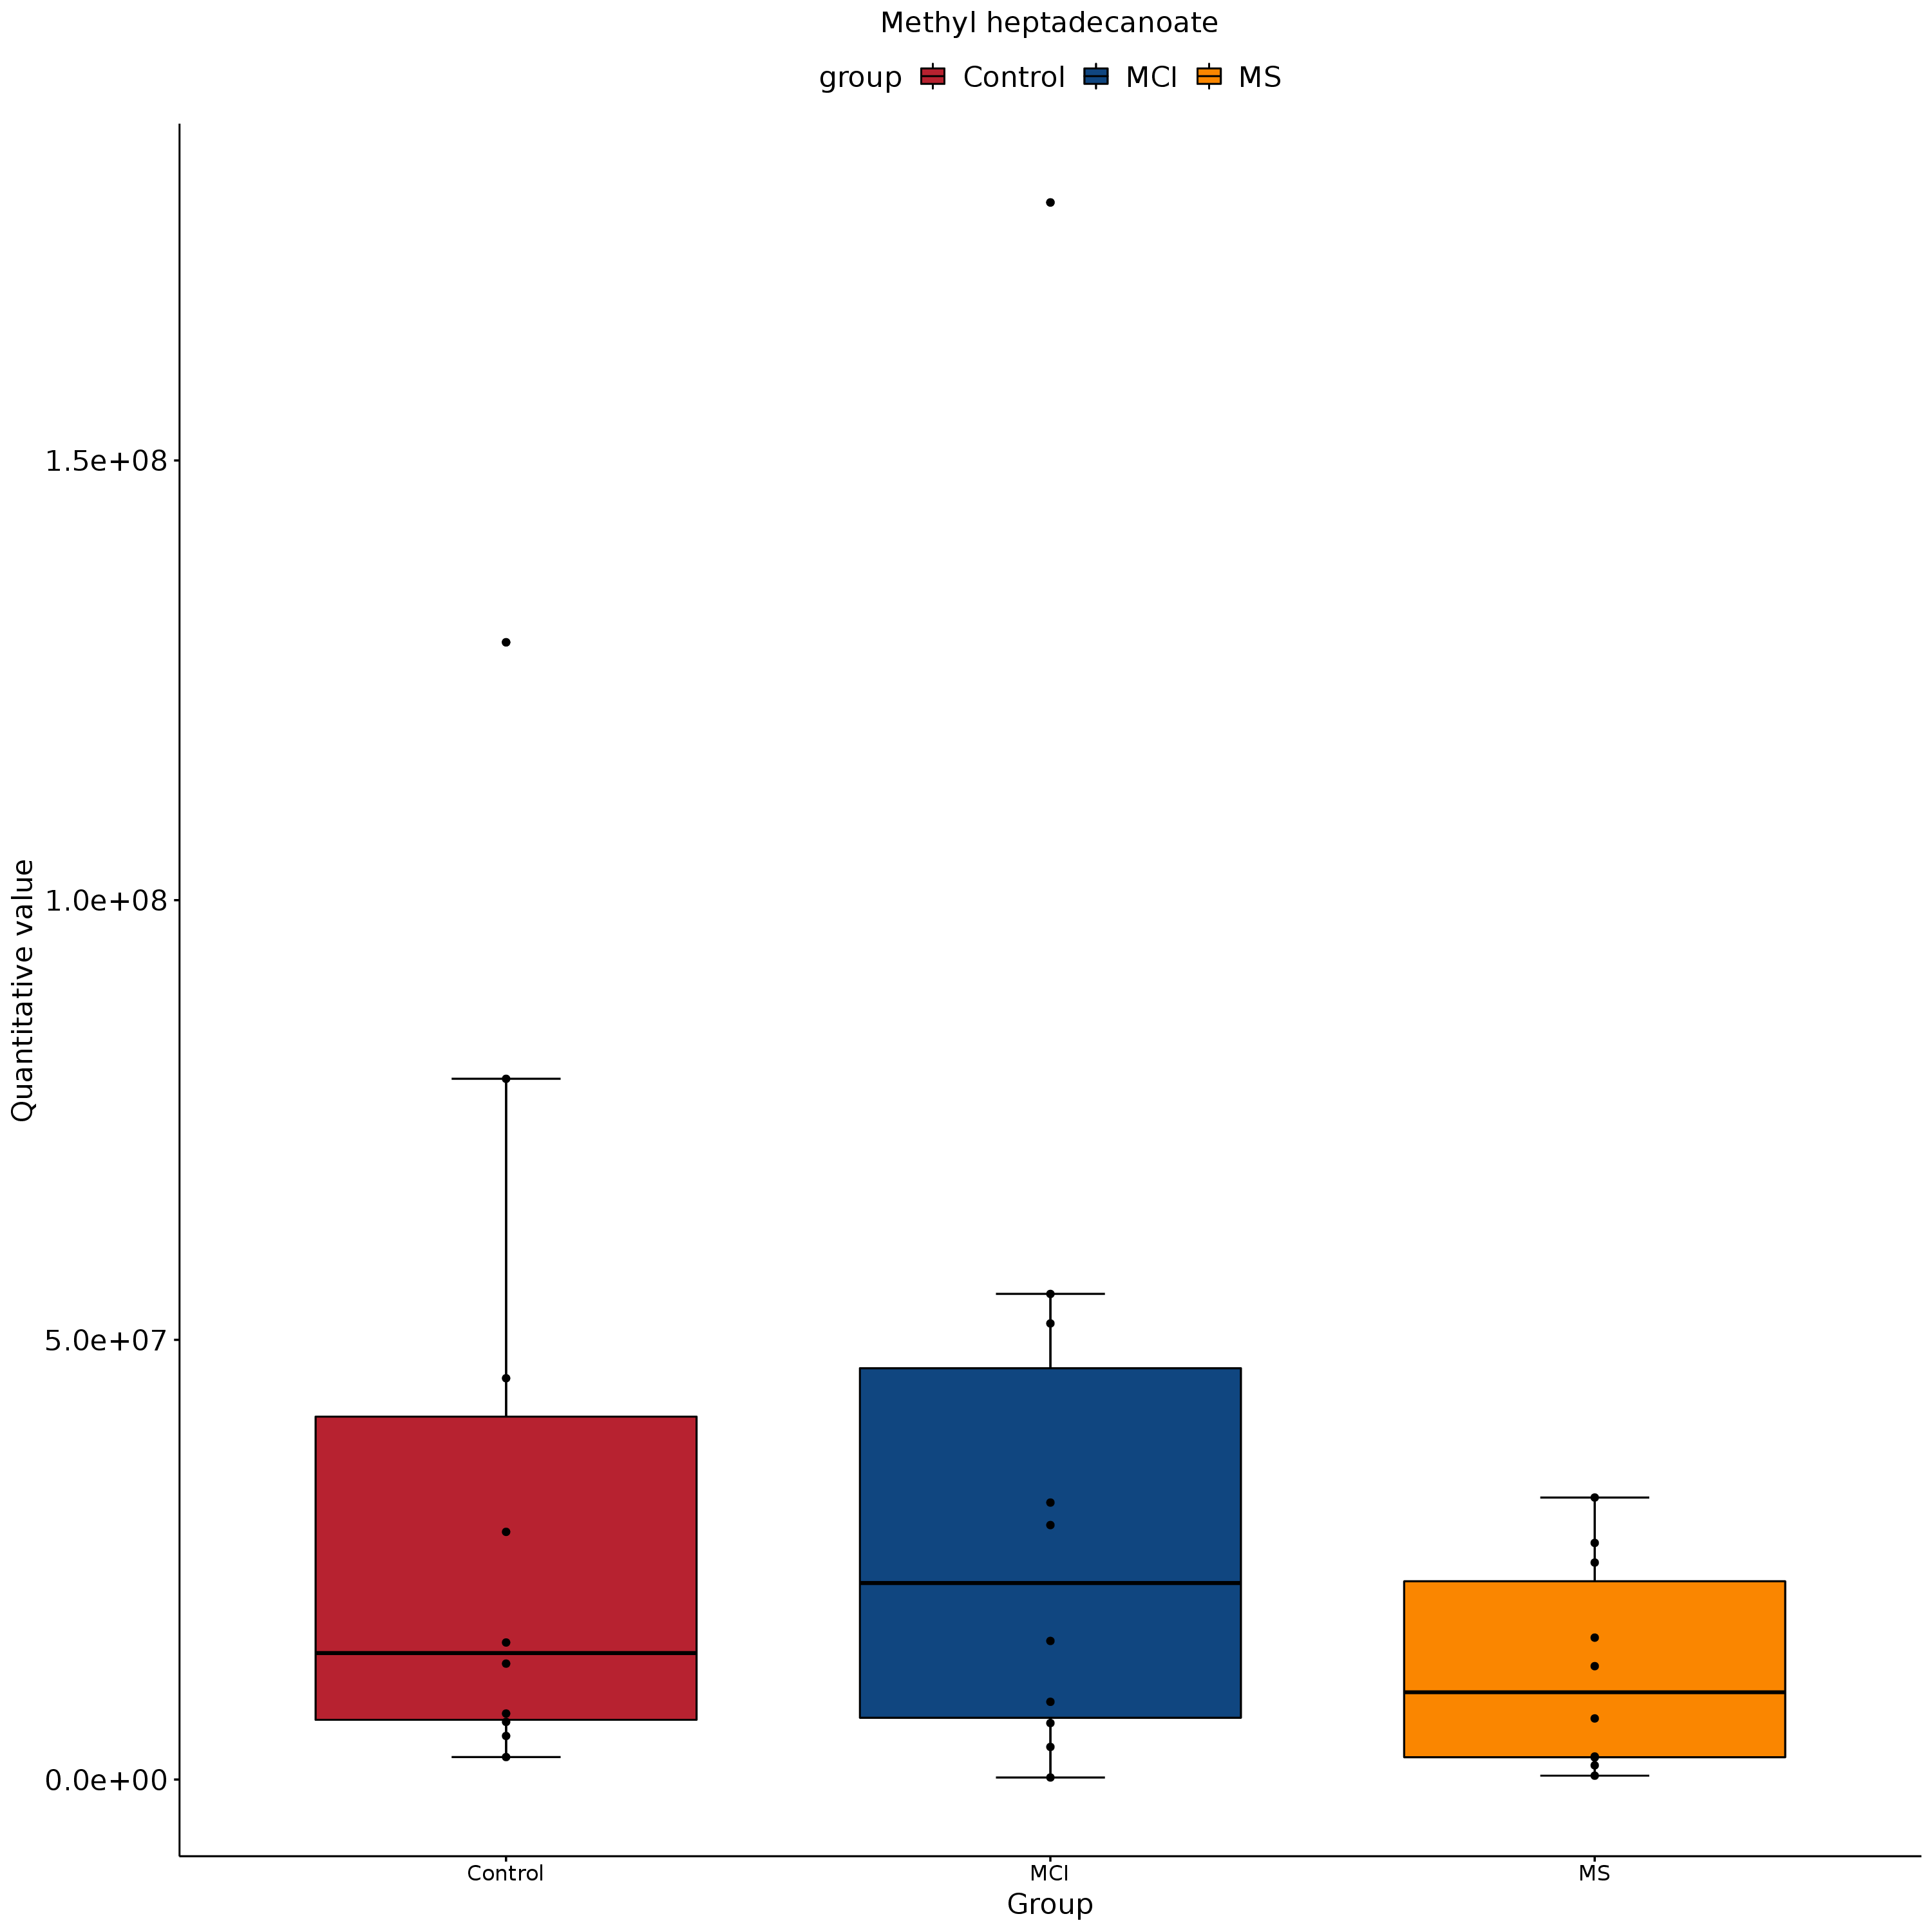 Methyl heptadecanoate
group Control MCI MS
Quantitative value
1.5e+08
1.0e+08
5.0e+07
0.0e+00
Control MCI MS
Group